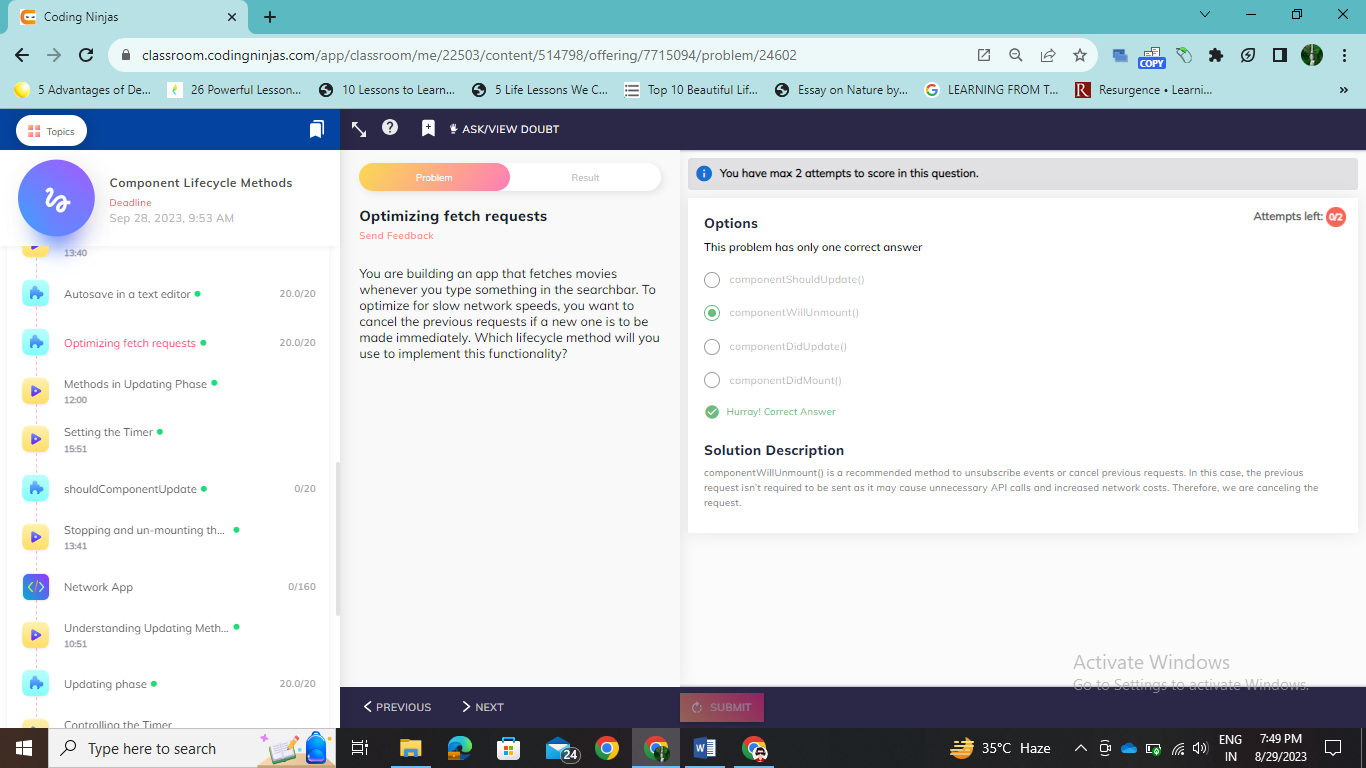 Coding Ninjas
classroom.codingninjas.com/app/classroom/me/22503/content/514798/offering/7715094/problem/24602
COPY
5 Advantages of De...
26 Powerful Lesson...
10 Lessons to Learn...
5 Life Lessons We C...
Top 10 Beautiful Lif...
Essay on Nature by...
LEARNING FROM T...
Resurgence • Learni...
Topics
ASK/VIEW DOUBT
Component Lifecycle Methods
Deadline
Sep 28, 2023, 9:53 AM
13:40
Autosave in a text editor
20.0/20
Optimizing fetch requests
20.0/20
Methods in Updating Phase
12:00
Setting the Timer
15:51
shouldComponentUpdate
0/20
Stopping and un-mounting th...
13:41
Network App
0/160
Understanding Updating Meth...
10:51
Updating phase
20.0/20
Controlling the Timer
Problem
Result
Optimizing fetch requests
Send Feedback
You are building an app that fetches movies
whenever you type something in the searchbar. To
optimize for slow network speeds, you want to
cancel the previous requests if a new one is to be
made immediately. Which lifecycle method will you
use to implement this functionality?
You have max 2 attempts to score in this question.
Options
Attempts left: 0/2
This problem has only one correct answer
componentShouldUpdate()
componentWillUnmount()
componentDidUpdate()
componentDidMount()
Hurray! Correct Answer
Solution Description
componentWillUnmount() is a recommended method to unsubscribe events or cancel previous requests. In this case, the previous
request isn't required to be sent as it may cause unnecessary API calls and increased network costs. Therefore, we are canceling the
request.
Activate Windows
Go to Settings to activate Windows.
PREVIOUS
NEXT
SUBMIT
Type here to search
24
35°C Haze
ENG
IN
7:49 PM
8/29/2023